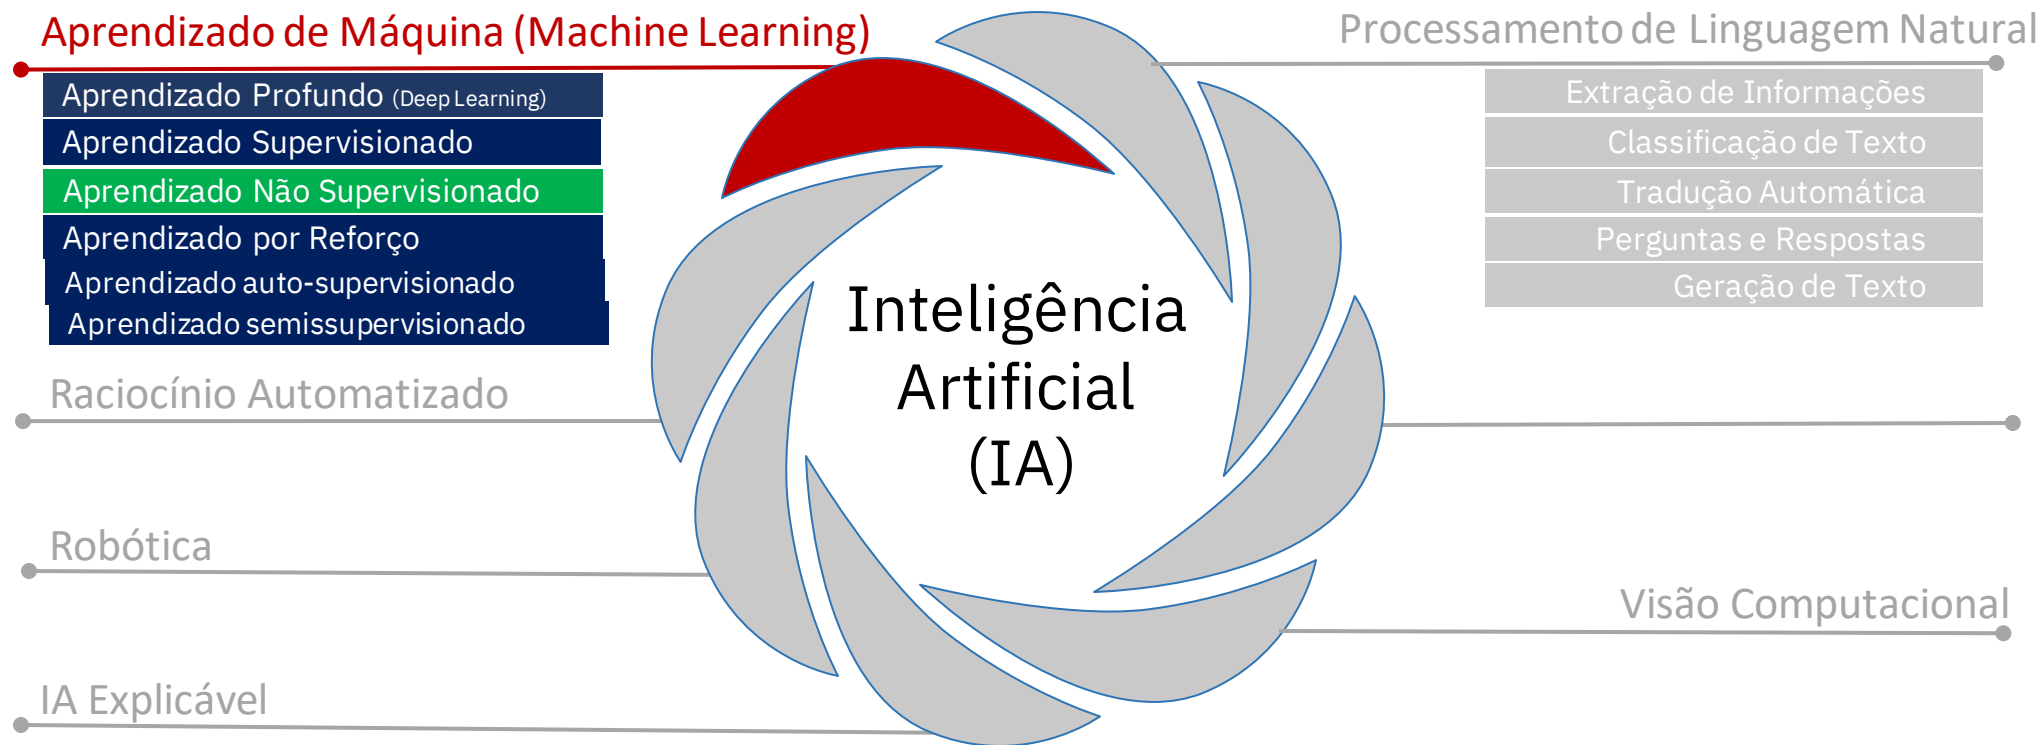 Aprendizado de Máquina (Machine Learning)
Aprendizado Profundo (Deep Learning)
Aprendizado Supervisionado
Aprendizado Não Supervisionado
Aprendizado por Reforço
Aprendizado auto-supervisionado
Aprendizado semissupervisionado
Raciocínio Automatizado
Robótica
IA Explicável
Inteligência
Artificial
(IA)
Processamento de Linguagem Natural
Extração de Informações
Classificação de Texto
Tradução Automática
Perguntas e Respostas
Geração de Texto
Visão Computacional